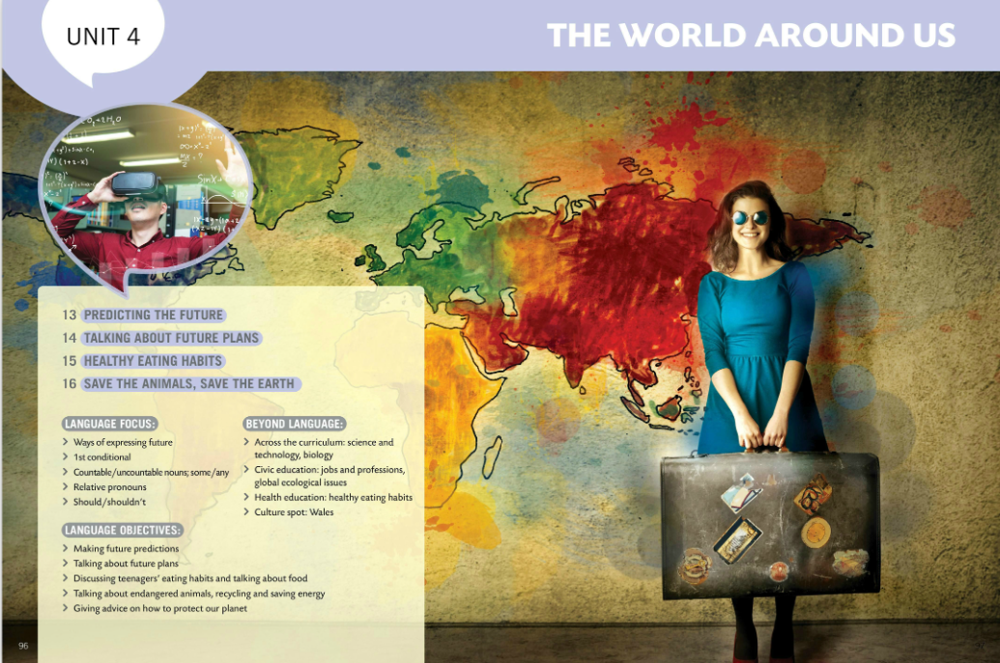 UNIT 4
THE WORLD AROUND US
13 PREDICTING THE FUTURE
14 TALKING ABOUT FUTURE PLANS
15 HEALTHY EATING HABITS
16 SAVE THE ANIMALS, SAVE THE EARTH
LANGUAGE FOCUS:
> Ways of expressing future
> 1st conditional
> Countable/uncountable nouns; some/any
> Relative pronouns
> Should/shouldn't
BEYOND LANGUAGE:
> Across the curriculum: science and
technology, biology
> Civic education: jobs and professions,
global ecological issues
> Health education: healthy eating habits
> Culture spot: Wales
LANGUAGE OBJECTIVES:
> Making future predictions
> Talking about future plans
> Discussing teenagers' eating habits and talking about food
> Talking about endangered animals, recycling and saving energy
> Giving advice on how to protect our planet
96